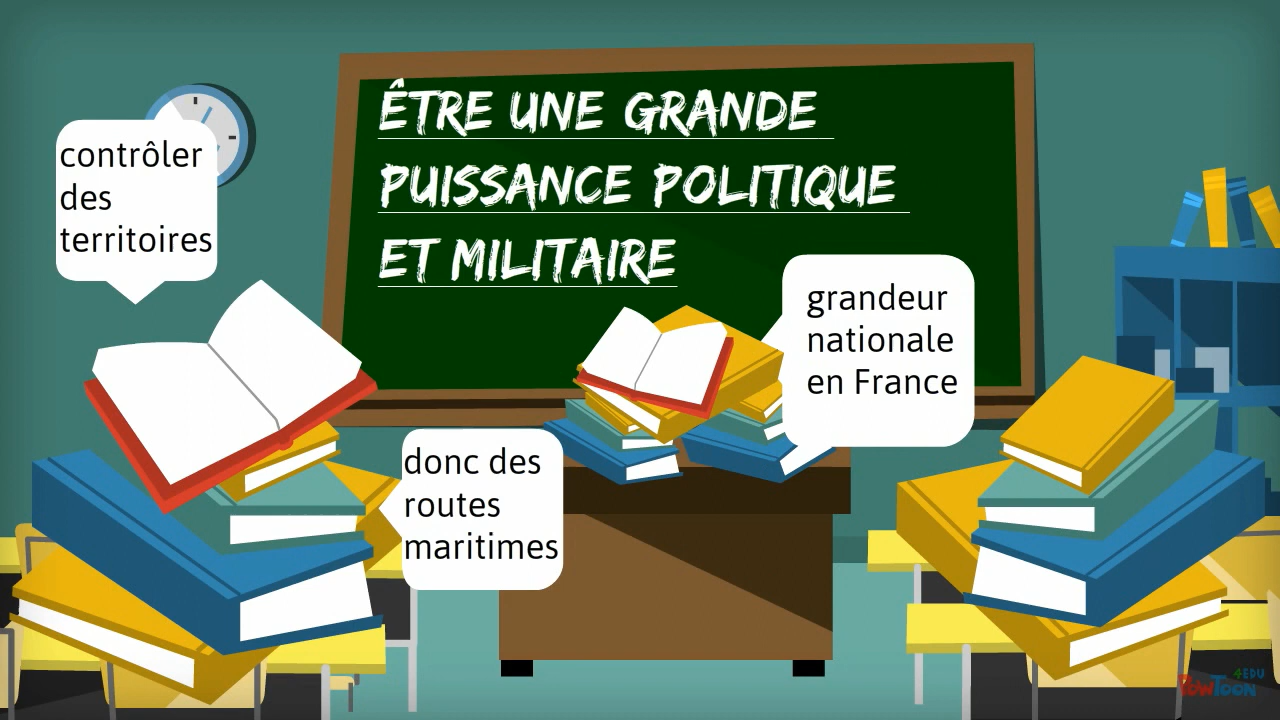 ÊTRE UNE GRANDE
PUISSANCE POLITIQUE
ET MILITAIRE
contrôler
des
territoires
donc des
routes
maritimes
grandeur
nationale
en France
4EDU
POWTOON